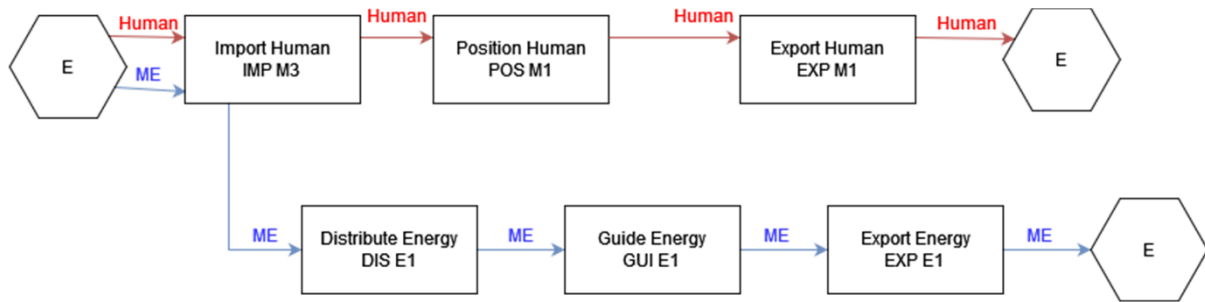 Human
Human
Human
Human
E
Import Human
IMP M3
Position Human
POS M1
Export Human
EXP M1
E
ME
ME
ME
ME
ME
Distribute Energy
DIS E1
Guide Energy
GUI E1
Export Energy
EXP E1
E